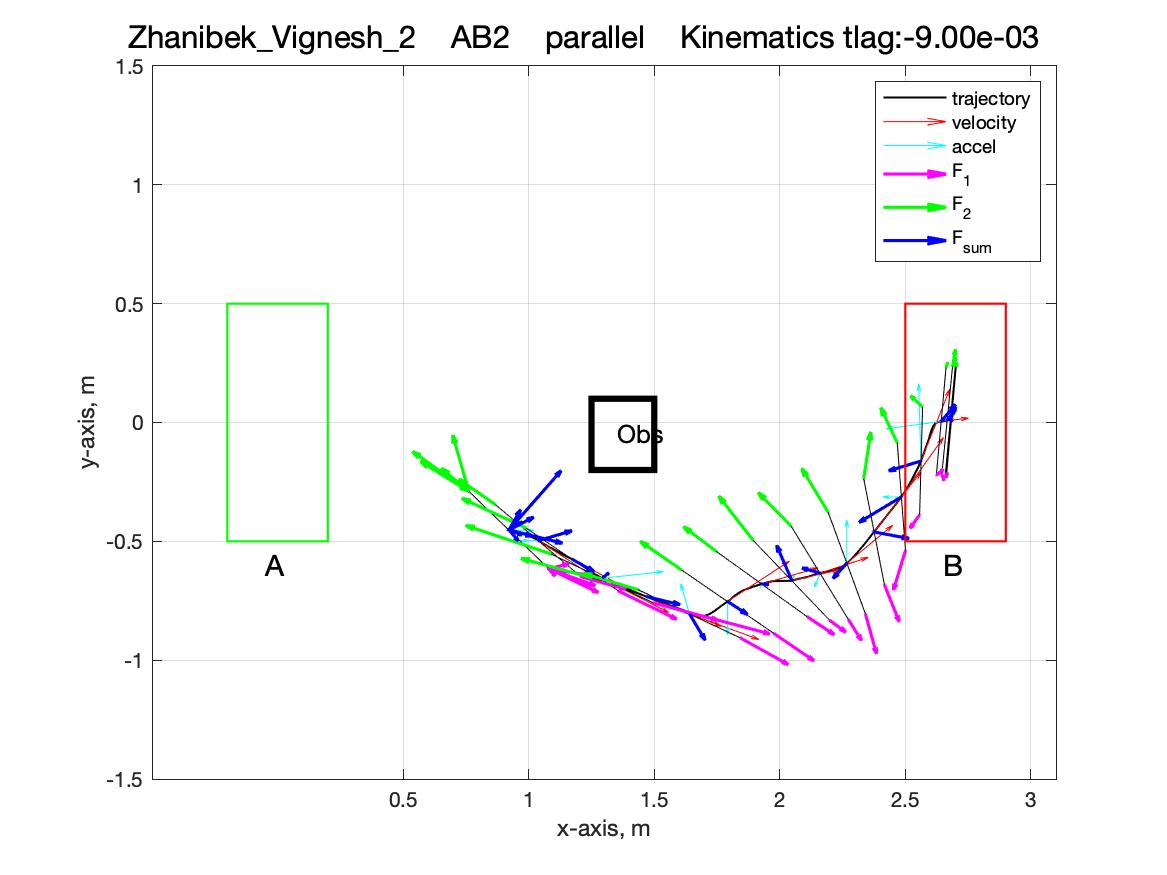 Zhanibek_Vignesh_2 AB2 parallel Kinematics tlag:-9.00e-03
1.5
1
0.5
0
-0.5
-1
-1.5
y-axis, m
trajectory
velocity
accel
F1
F2
Fsum
Obs
A
B
0.5 1 1.5 2 2.5 3
x-axis, m